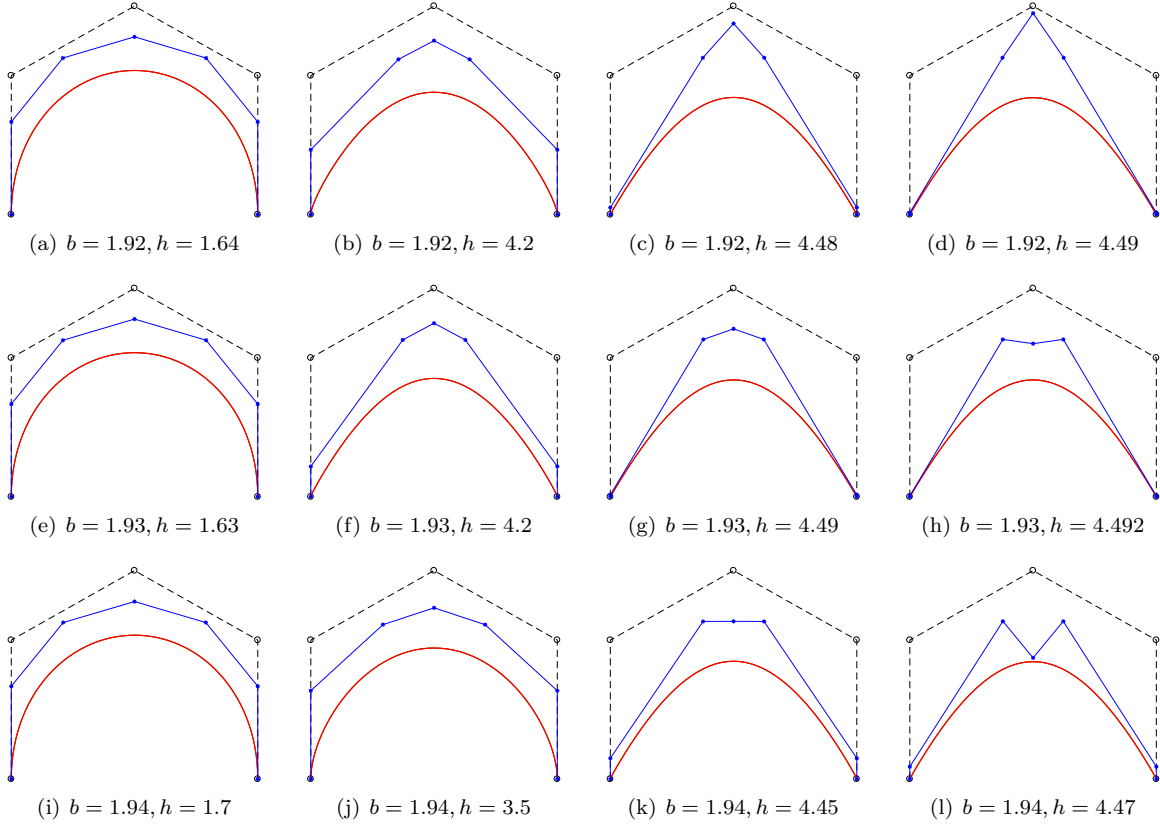 (a) b = 1.92, h = 1.64
(b) b = 1.92, h = 4.2
(c) b = 1.92, h = 4.48
(d) b = 1.92, h = 4.49
(e) b = 1.93, h = 1.63
(f) b = 1.93, h = 4.2
(g) b = 1.93, h = 4.49
(h) b = 1.93, h = 4.492
(i) b = 1.94, h = 1.7
(j) b = 1.94, h = 3.5
(k) b = 1.94, h = 4.45
(l) b = 1.94, h = 4.47